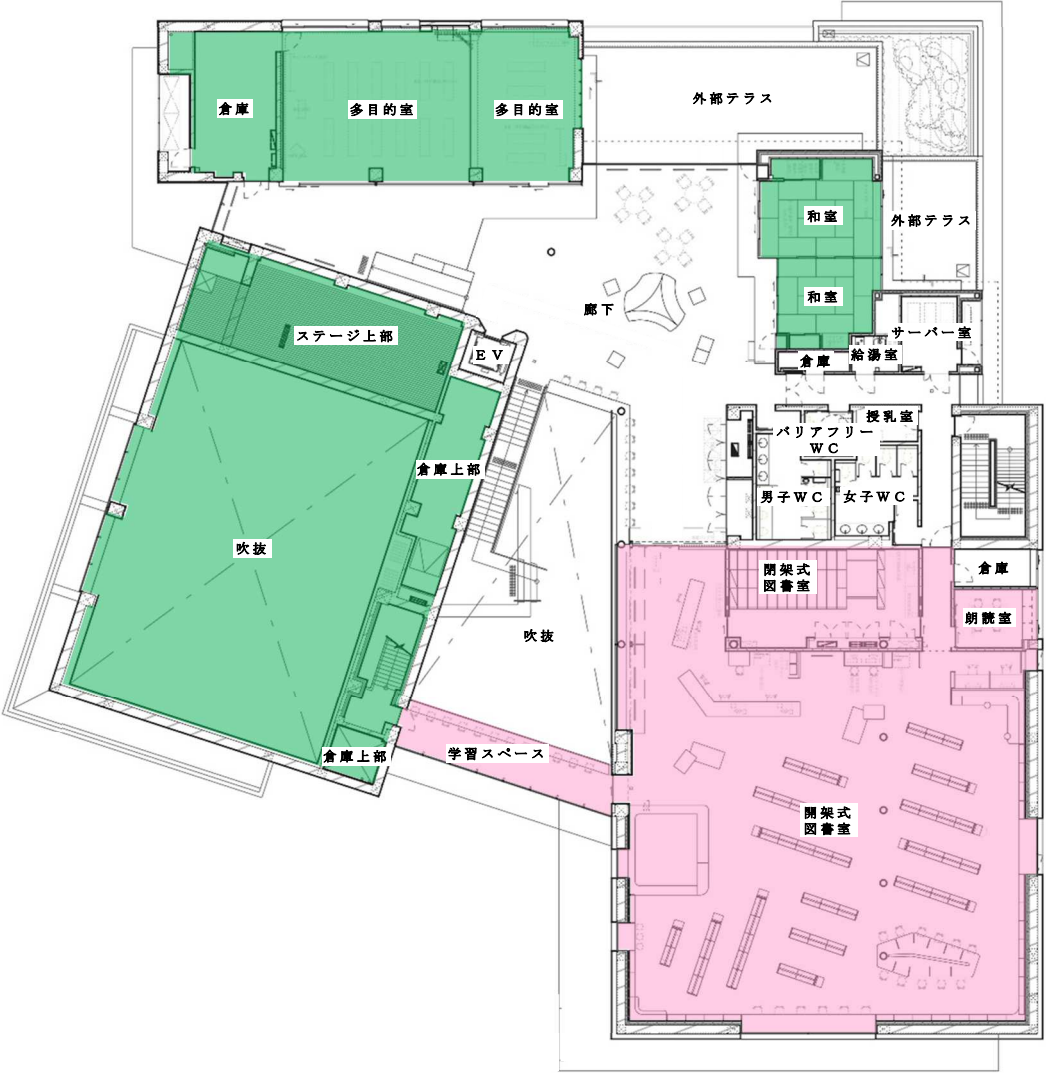 外部テラス
倉庫
多目的室
多目的室
和室
外部テラス
和室
廊下
サーバー室
ステージ上部
EV
給湯室
倉庫
授乳室
バリアフリー
WC
倉庫上部
男子WC
女子WC
吹抜
閉架式
図書室
倉庫
朗読室
吹抜
倉庫上部
学習スペース
開架式
図書室